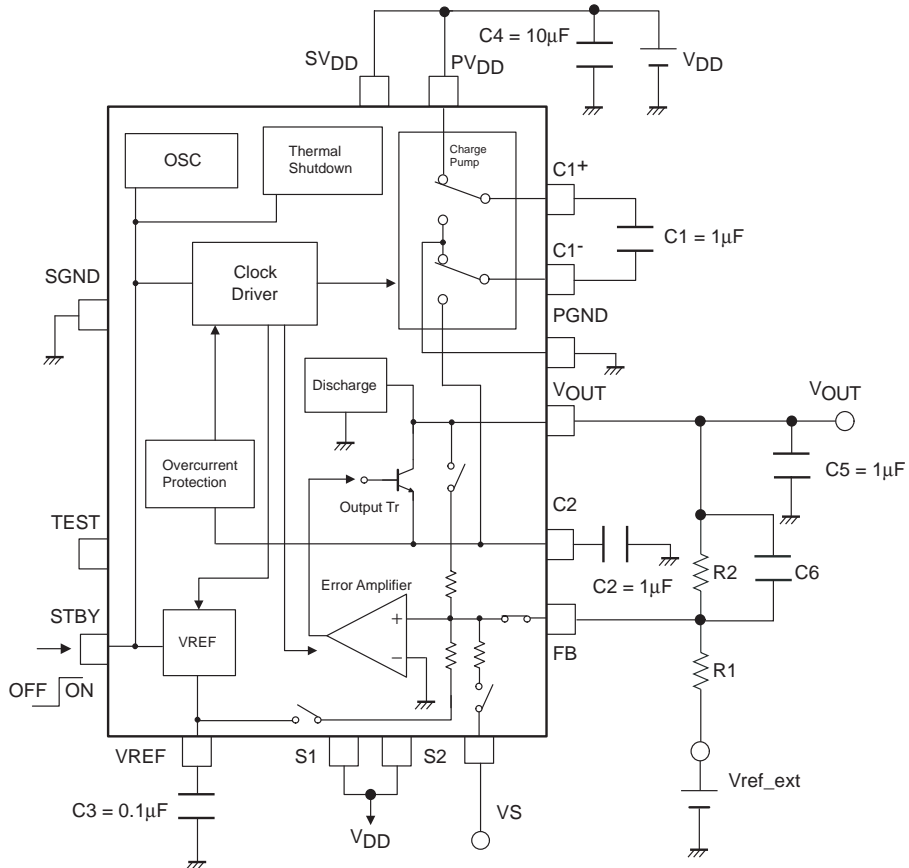 C4 = 10µF
SVDD
PVDD
VDD
OSC
Thermal
Shutdown
Charge
Pump
C1+
C1 = 1µF
C1-
SGND
Clock
Driver
PGND
Discharge
VOUT
VOUT
Overcurrent
Protection
Output Tr
C5 = 1µF
C2
TEST
C2 = 1µF
R2
C6
Error Amplifier
STBY
VREF
+
−
FB
R1
OFF
ON
VREF
S1
S2
Vref_ext
C3 = 0.1µF
VDD
VS